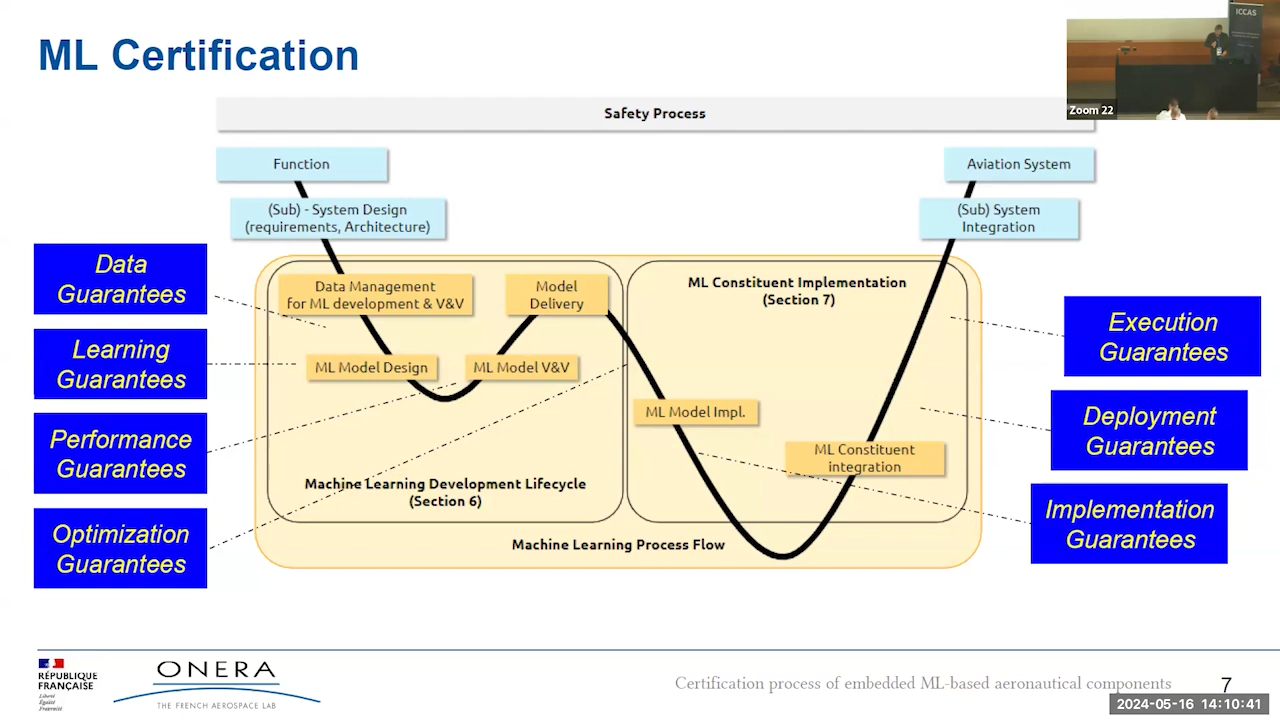 ML Certification
ICCAS
Zoom 22
Safety Process
Function
Aviation System
(Sub) - System Design
(requirements, Architecture)
(Sub) System
Integration
Data
Guarantees
Learning
Guarantees
Performance
Guarantees
Optimization
Guarantees
Data Management
for ML development & V&V
Model
Delivery
ML Model Design
ML Model V&V
Machine Learning Development Lifecycle
(Section 6)
ML Constituent Implementation
(Section 7)
ML Model Impl.
ML Constituent
integration
Machine Learning Process Flow
Execution
Guarantees
Deployment
Guarantees
Implementation
Guarantees
RÉPUBLIQUE
FRANÇAISE
Liberté
Égalité
Fraternité
ONERA
THE FRENCH AEROSPACE LAB
Certification process of embedded ML-based aeronautical components
7
2024-05-16 14:10:41